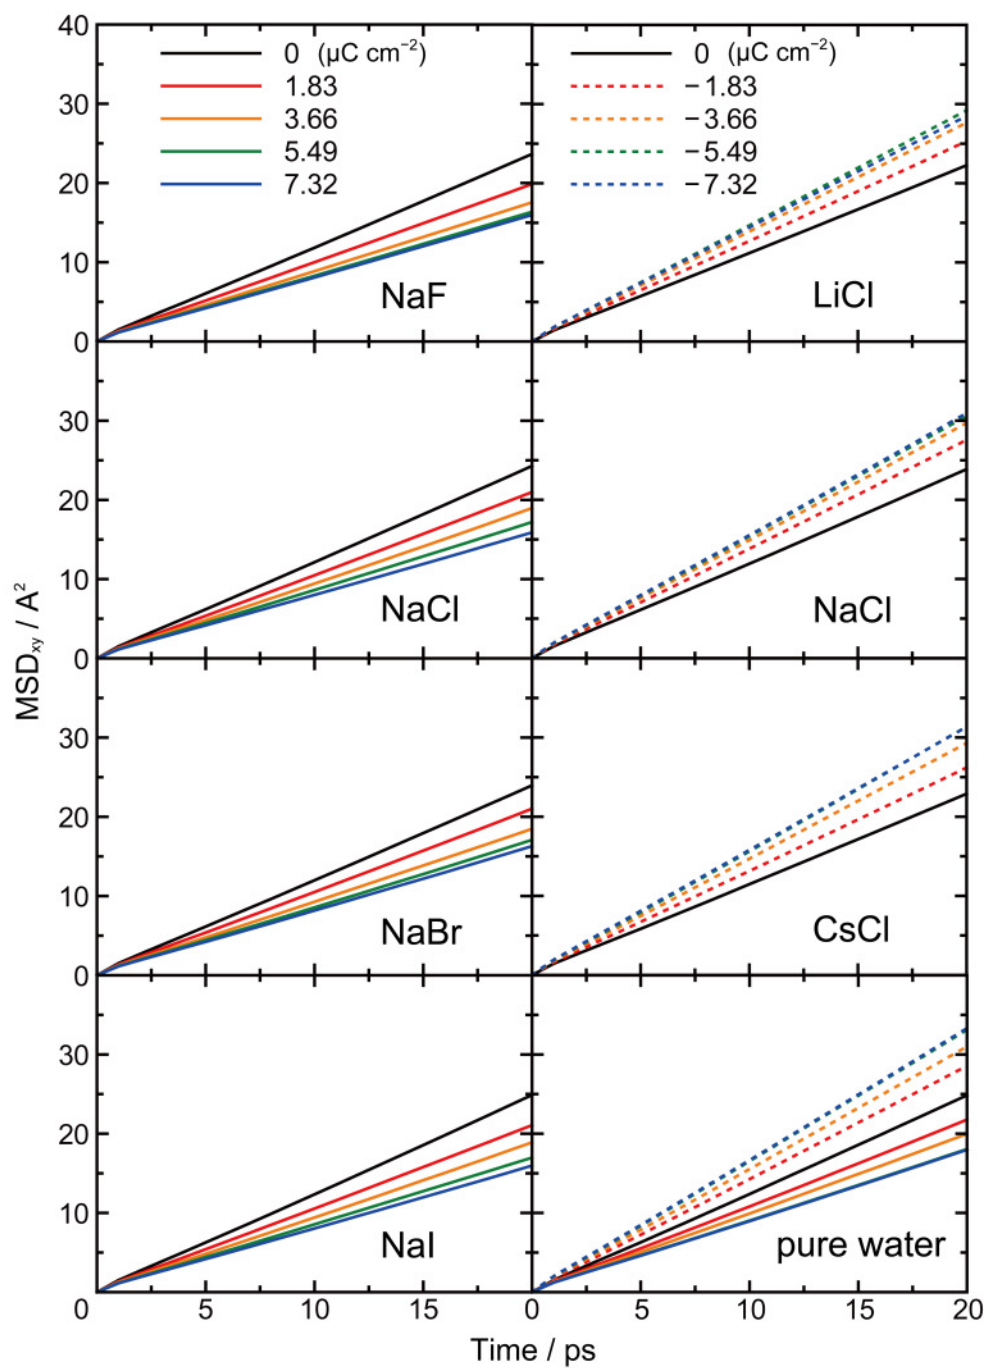 40
30
20
10
0
0 (µC cm−2)
1.83
3.66
5.49
7.32
NaF
0 (µC cm−2)
−1.83
−3.66
−5.49
−7.32
LiCl
30
20
10
0
NaCl
NaCl
MSDxy / A2
30
20
10
0
NaBr
CsCl
30
20
10
0
NaI
pure water
0 5 10 15 0 5 10 15 20
Time / ps